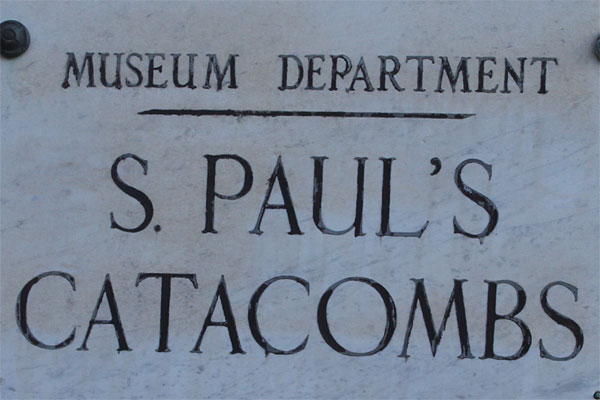 MUSEUM DEPARTMENT
S. PAUL'S
CATACOMBS